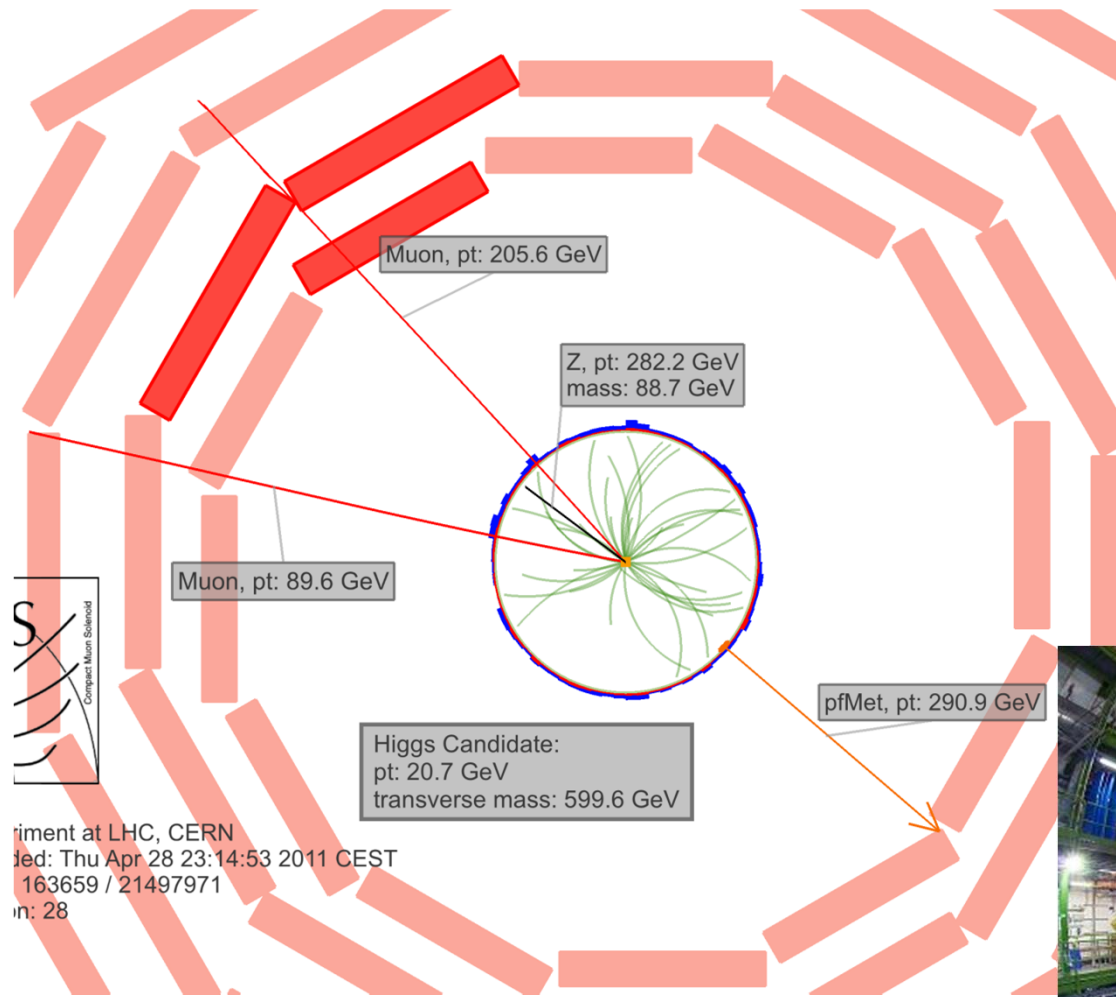 Muon, pt: 205.6 GeV
Z, pt: 282.2 GeV
mass: 88.7 GeV
Muon, pt: 89.6 GeV
S
Compact Muon Solenoid
pfMet, pt: 290.9 GeV
Higgs Candidate:
pt: 20.7 GeV
transverse mass: 599.6 GeV
riment at LHC, CERN
ded: Thu Apr 28 23:14:53 2011 CEST
163659 / 21497971
on: 28